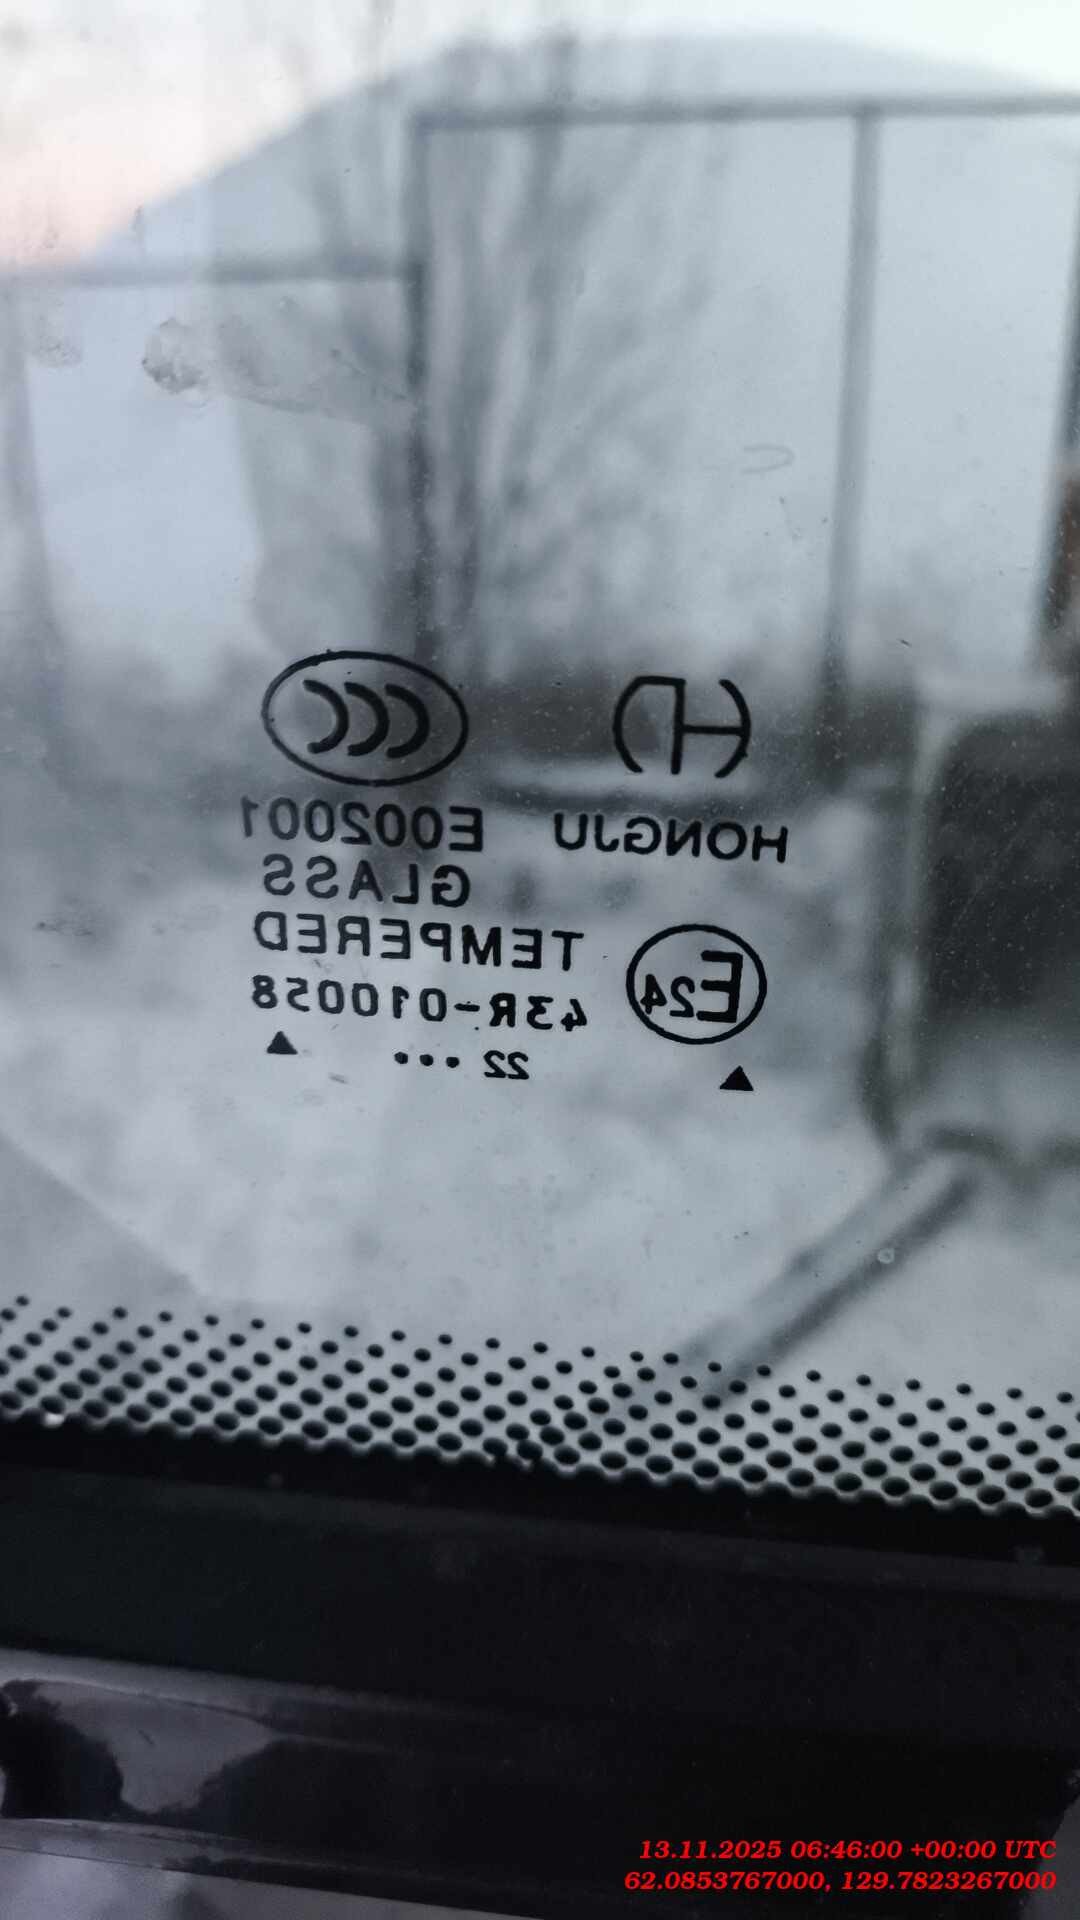 HONGJU E002001
GLASS
TEMPERED
E24 43R-010058
22 •••
13.11.2025 06:46:00 +00:00 UTC
62.0853767000, 129.7823267000